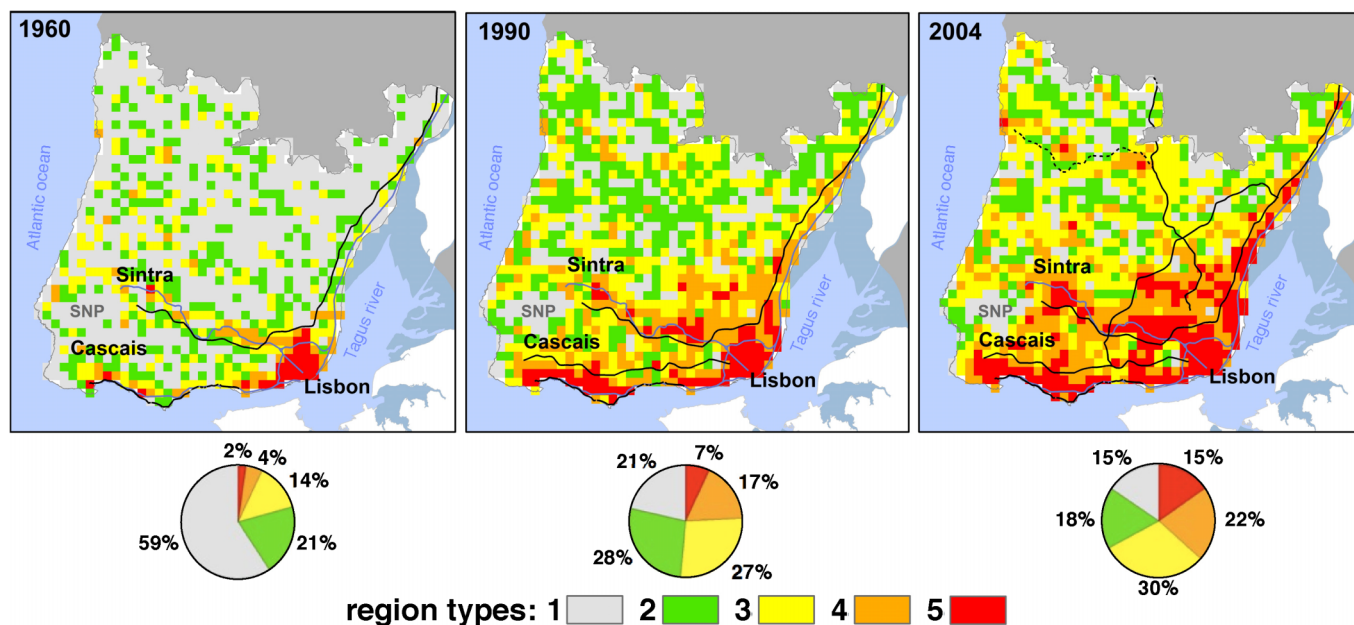 1960
Atlantic ocean
Sintra
SNP
Cascais
Lisbon
Tagus river
1990
Atlantic ocean
Sintra
SNP
Cascais
Lisbon
Tagus river
2004
Atlantic ocean
Sintra
SNP
Cascais
Lisbon
Tagus river
2%
4%
14%
21%
59%
7%
17%
27%
28%
21%
15%
22%
30%
18%
15%
region types: 1 2 3 4 5